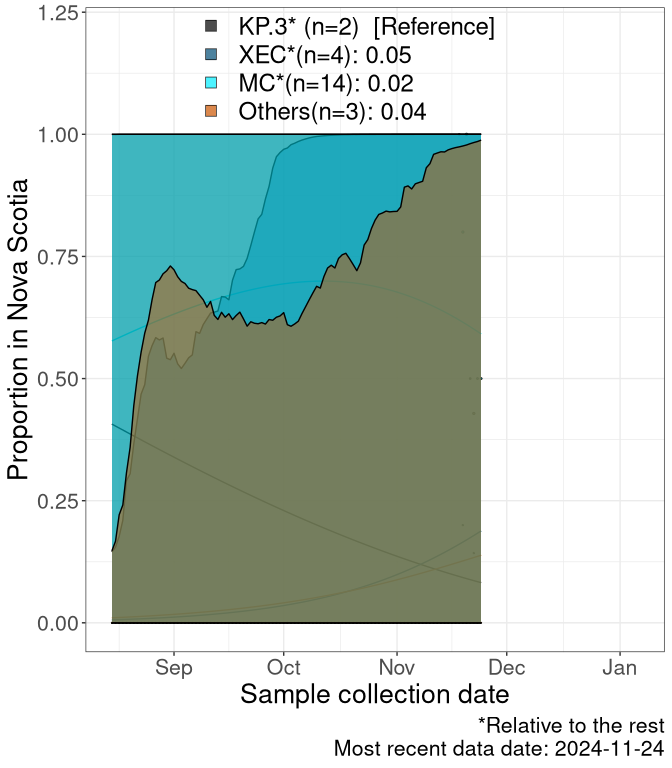 KP.3* (n=2)  [Reference]
XEC*(n=4): 0.05
MC*(n=14): 0.02
Others(n=3): 0.04
Proportion in Nova Scotia
1.25
1.00
0.75
0.50
0.25
0.00
Sep Oct Nov Dec Jan
Sample collection date
*Relative to the rest
Most recent data date: 2024-11-24